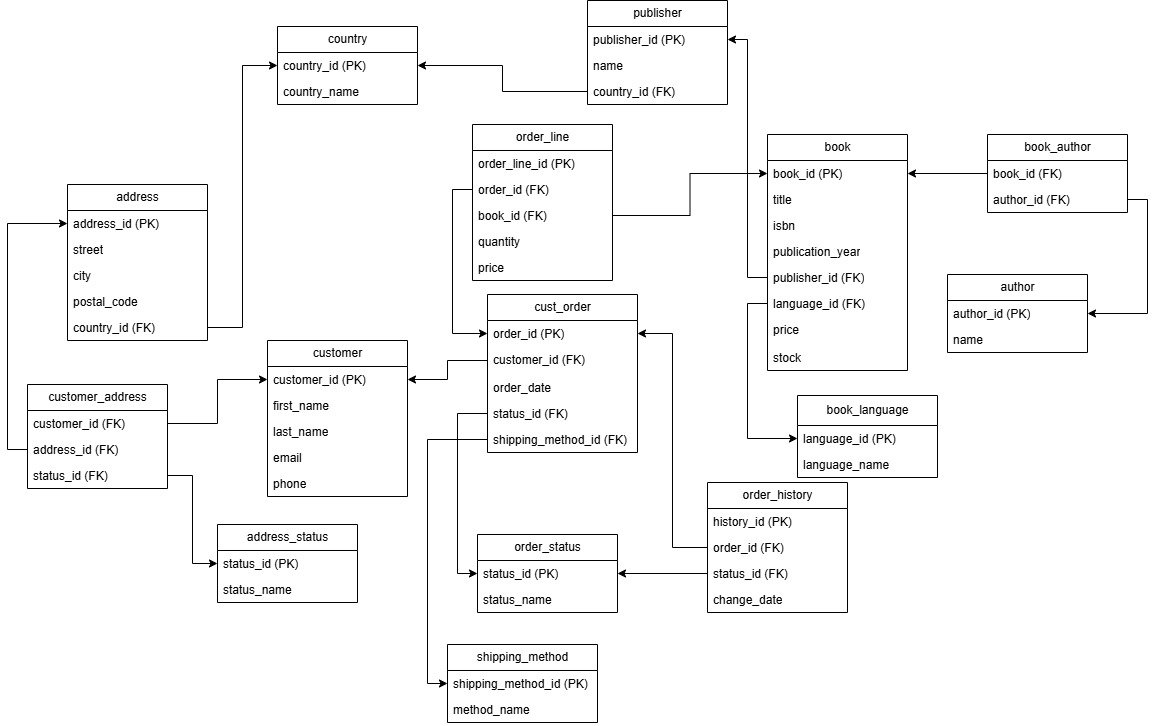 publisher
publisher_id (PK)
name
country_id (FK)
country
country_id (PK)
country_name
order_line
order_line_id (PK)
order_id (FK)
book_id (FK)
quantity
price
book
book_id (PK)
title
isbn
publication_year
publisher_id (FK)
language_id (FK)
price
stock
book_author
book_id (FK)
author_id (FK)
address
address_id (PK)
street
city
postal_code
country_id (FK)
author
author_id (PK)
name
cust_order
order_id (PK)
customer_id (FK)
order_date
status_id (FK)
shipping_method_id (FK)
customer
customer_id (PK)
first_name
last_name
email
phone
customer_address
customer_id (FK)
address_id (FK)
status_id (FK)
book_language
language_id (PK)
language_name
order_history
history_id (PK)
order_id (FK)
status_id (FK)
change_date
address_status
status_id (PK)
status_name
order_status
status_id (PK)
status_name
shipping_method
shipping_method_id (PK)
method_name